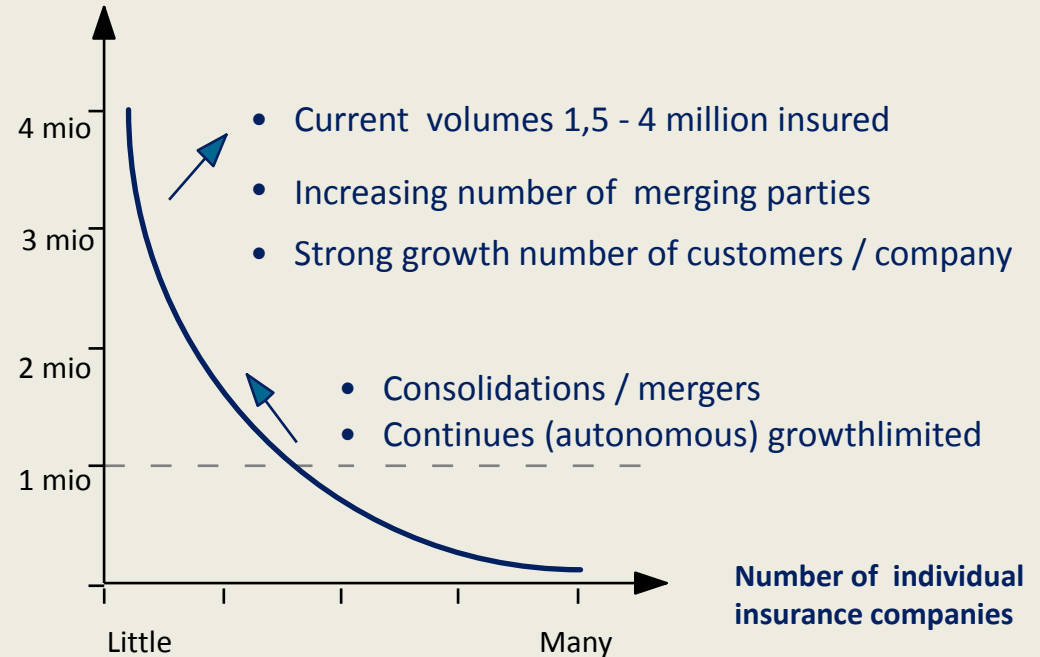 4 mio
• Current volumes 1,5 - 4 million insured
• Increasing number of merging parties
3 mio
• Strong growth number of customers / company
2 mio
• Consolidations / mergers
• Continues (autonomous) growthlimited
1 mio
Number of individual
insurance companies
Little
Many